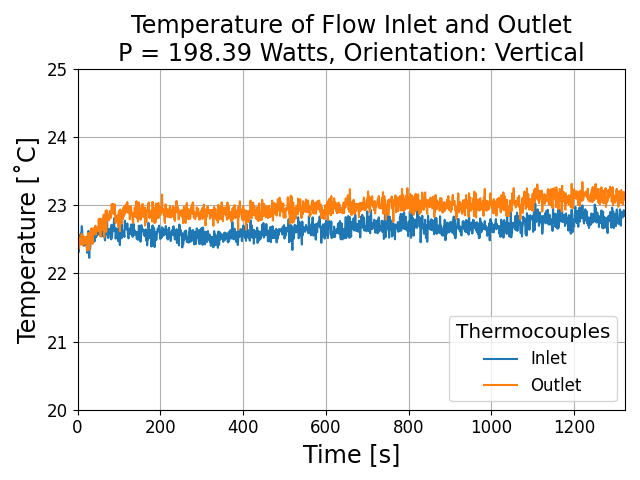 Temperature of Flow Inlet and Outlet
P = 198.39 Watts, Orientation: Vertical
25
24
23
22
21
20
Temperature [˚C]
Thermocouples
Inlet
Outlet
0 200 400 600 800 1000 1200
Time [s]